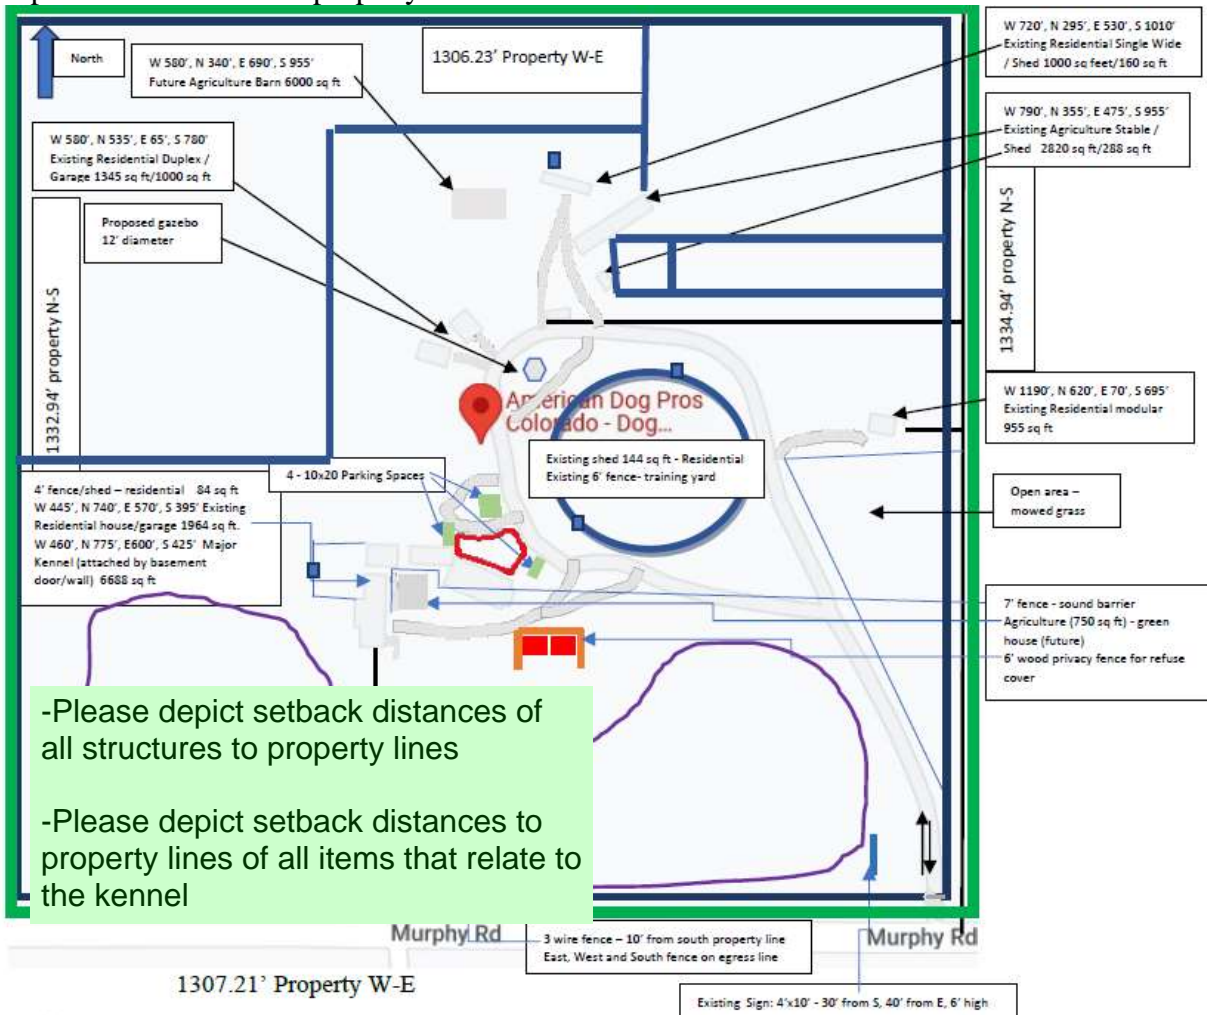 North
W 580', N 340', E 690', S 955'
Future Agriculture Barn 6000 sq ft
1306.23' Property W-E
W 720', N 295', E 530', S 1010'
Existing Residential Single Wide
/ Shed 1000 sq feet/160 sq ft
W 790', N 355', E 475', S 955'
Existing Agriculture Stable /
Shed 2820 sq ft/288 sq ft
W 580', N 535', E 65', S 780'
Existing Residential Duplex /
Garage 1345 sq ft/1000 sq ft
Proposed gazebo
12' diameter
1332.94' property N-S
1334.94' property N-S
W 1190', N 620', E 70', S 695'
Existing Residential modular
955 sq ft
American Dog Pros
Colorado - Dog...
Existing shed 144 sq ft - Residential
Existing 6' fence- training yard
4 - 10x20 Parking Spaces
4' fence/shed – residential 84 sq ft
W 445', N 740', E 570', S 395' Existing
Residential house/garage 1964 sq ft.
W 460', N 775', E600', S 425' Major
Kennel (attached by basement
door/wall) 6688 sq ft
Open area –
mowed grass
7' fence - sound barrier
Agriculture (750 sq ft) - green
house (future)
6' wood privacy fence for refuse
cover
-Please depict setback distances of
all structures to property lines
-Please depict setback distances to
property lines of all items that relate to
the kennel
Murphy Rd
3 wire fence – 10' from south property line
East, West and South fence on egress line
Murphy Rd
1307.21' Property W-E
Existing Sign: 4'x10' - 30' from S, 40' from E, 6' high